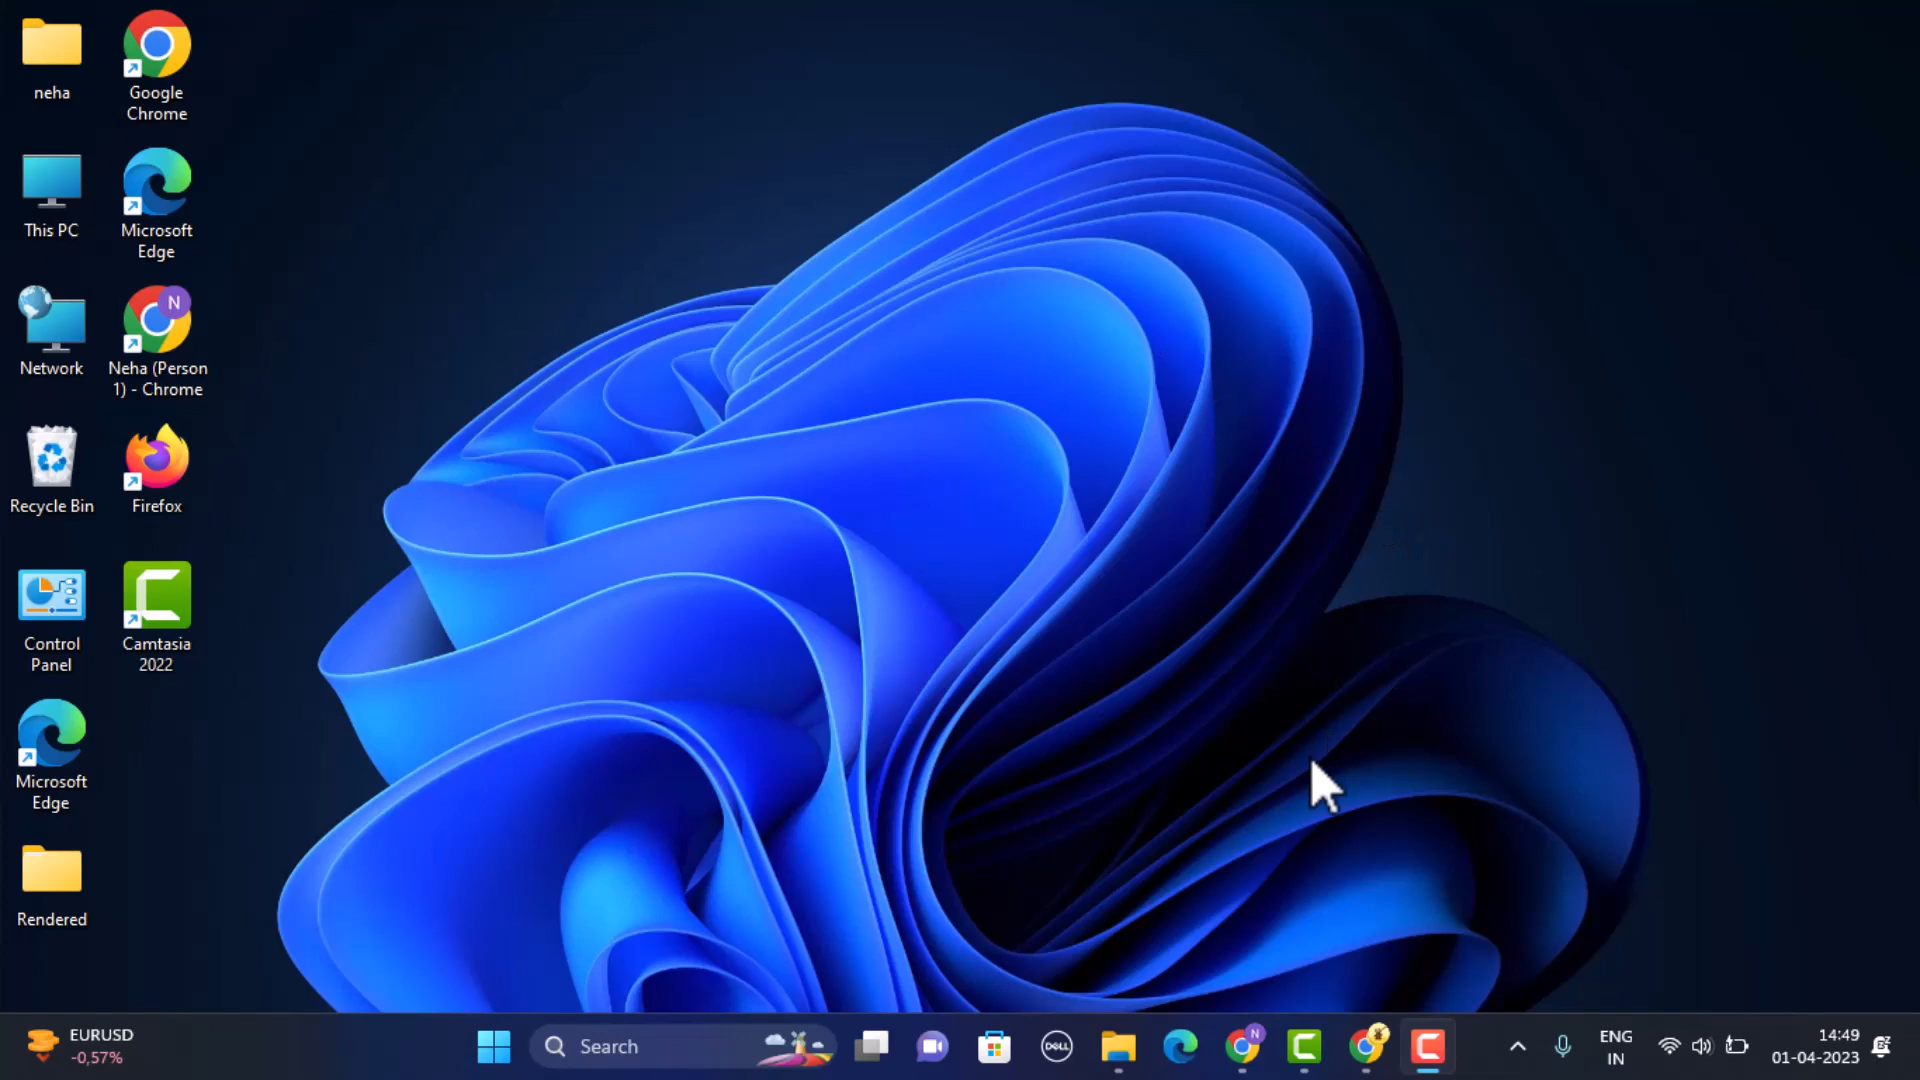 neha
Google
Chrome
This PC
Microsoft
Edge
N
Network
Neha (Person
1) - Chrome
Recycle Bin
Firefox
Control
Panel
Camtasia
2022
Microsoft
Edge
Rendered
EURUSD
-0,57%
Search
DELL
N
ENG
IN
14:49
01-04-2023